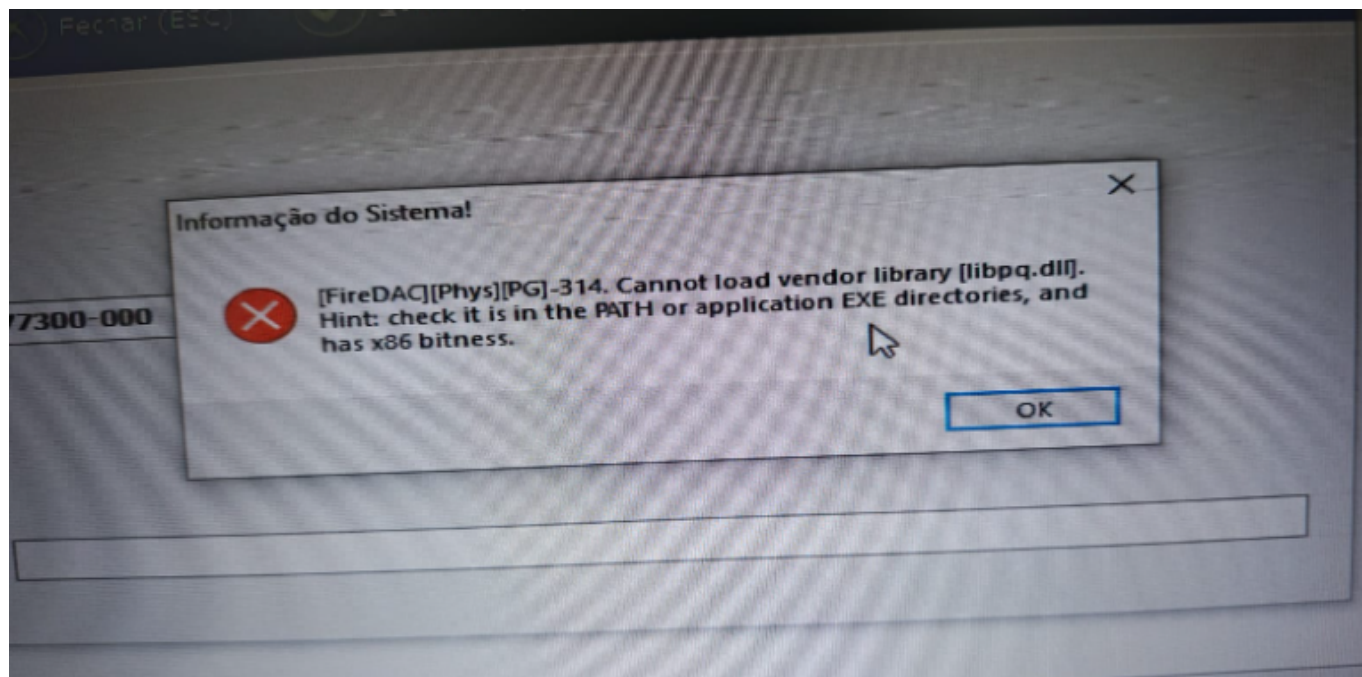 Fechar (ESC)
Informação do Sistema!
[FireDAC][Phys][PG]-314. Cannot load vendor library [libpq.dll].
Hint: check it is in the PATH or application EXE directories, and
77300-000
has x86 bitness.
OK